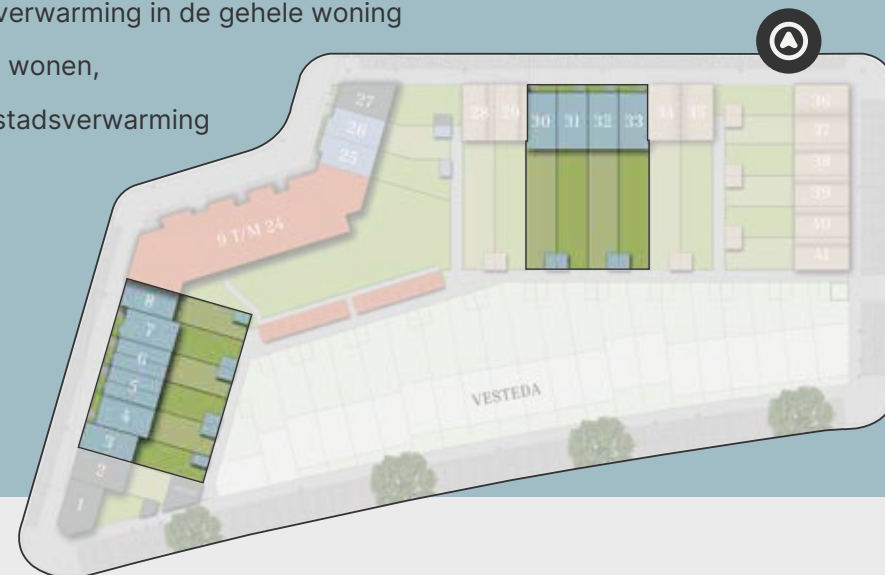 verwarming in de gehele woning
wonen,
stadsverwarming
27
26
25
28 29 30 31 32 33 34 35
36
37
38
39
40
41
9 T/M 24
8
7
6
5
4
3
2
1
VESTEDA